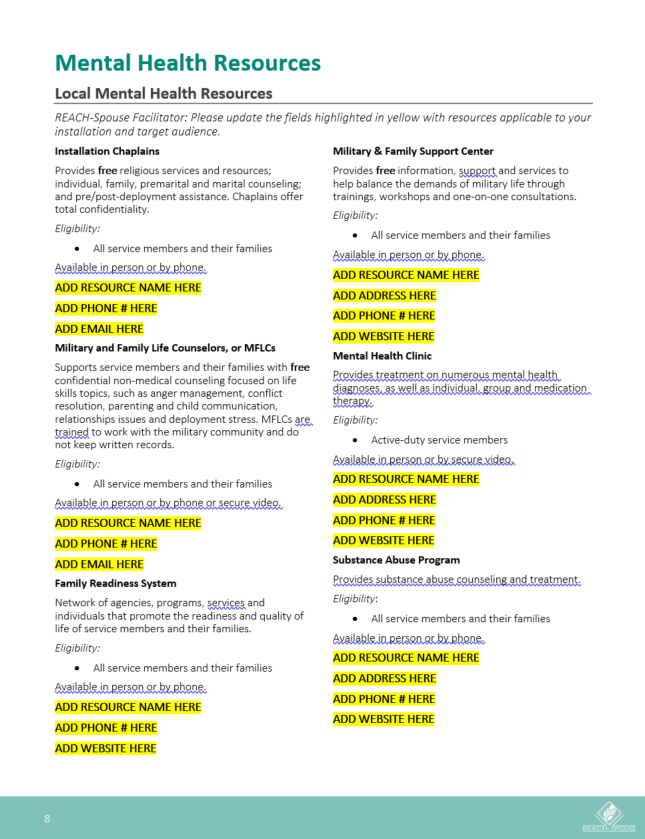 Mental Health Resources
Local Mental Health Resources
REACH-Spouse Facilitator: Please update the fields highlighted in yellow with resources applicable to your
installation and target audience.
Installation Chaplains
Provides free religious services and resources;
individual, family, premarital and marital counseling;
and pre/post-deployment assistance. Chaplains offer
total confidentiality.
Eligibility:
• All service members and their families
Available in person or by phone.
ADD RESOURCE NAME HERE
ADD PHONE # HERE
ADD EMAIL HERE
Military and Family Life Counselors, or MFLCs
Supports service members and their families with free
confidential non-medical counseling focused on life
skills topics, such as anger management, conflict
resolution, parenting and child communication,
relationships issues and deployment stress. MFLCs are
trained to work with the military community and do
not keep written records.
Eligibility:
• All service members and their families
Available in person or by phone or secure video.
ADD RESOURCE NAME HERE
ADD PHONE # HERE
ADD EMAIL HERE
Family Readiness System
Network of agencies, programs, services and
individuals that promote the readiness and quality of
life of service members and their families.
Eligibility:
• All service members and their families
Available in person or by phone.
ADD RESOURCE NAME HERE
ADD PHONE # HERE
ADD WEBSITE HERE
Military & Family Support Center
Provides free information, support and services to
help balance the demands of military life through
trainings, workshops and one-on-one consultations.
Eligibility:
• All service members and their families
Available in person or by phone.
ADD RESOURCE NAME HERE
ADD ADDRESS HERE
ADD PHONE # HERE
ADD WEBSITE HERE
Mental Health Clinic
Provides treatment on numerous mental health
diagnoses, as well as individual, group and medication
therapy.
Eligibility:
• Active-duty service members
Available in person or by secure video.
ADD RESOURCE NAME HERE
ADD ADDRESS HERE
ADD PHONE # HERE
ADD WEBSITE HERE
Substance Abuse Program
Provides substance abuse counseling and treatment.
Eligibility:
• All service members and their families
Available in person or by phone.
ADD RESOURCE NAME HERE
ADD ADDRESS HERE
ADD PHONE # HERE
ADD WEBSITE HERE
8
REACH-SPOUSE